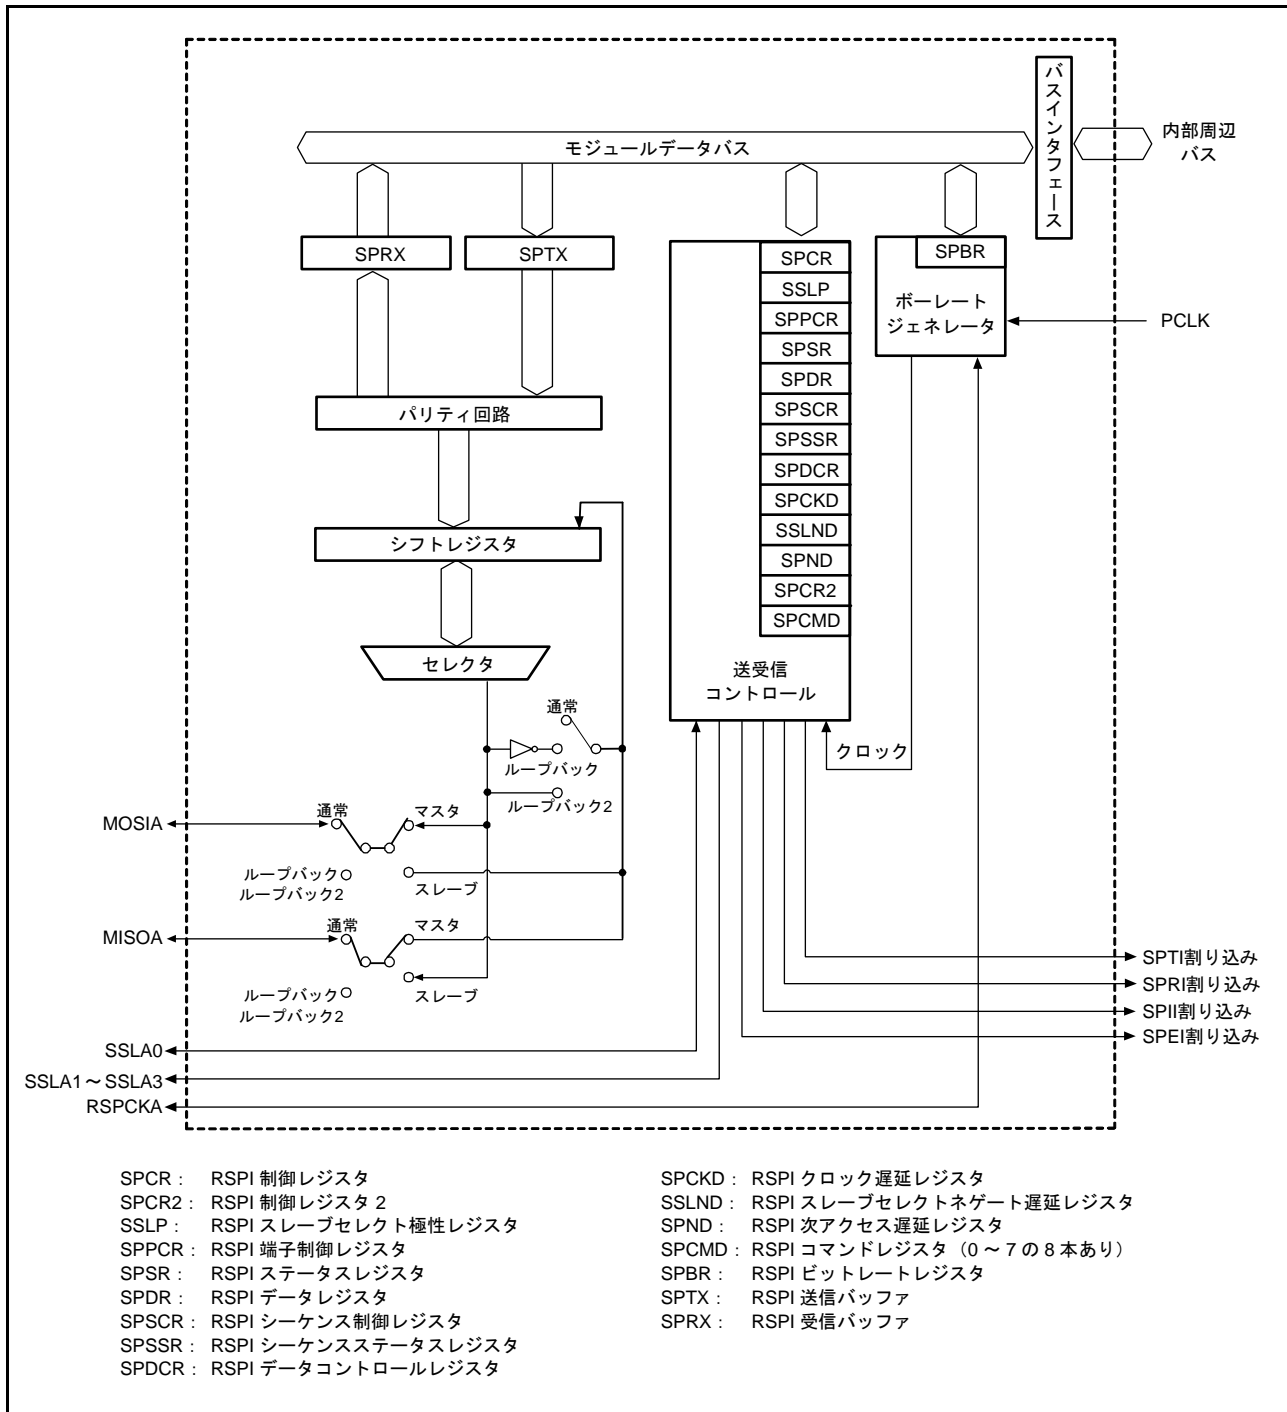 バスインタフェース
内部周辺
バス
モジュールデータバス
SPRX
SPTX
SPCR
SSLP
SPPCR
SPSR
SPDR
SPSCR
SPSSR
SPDCR
SPCKD
SSLND
SPND
SPCR2
SPCMD
送受信
コントロール
SPBR
ボーレート
ジェネレータ
PCLK
パリティ回路
シフトレジスタ
セレクタ
通常
ループバック
ループバック2
クロック
MOSIA
通常
マスタ
ループバック
ループバック2
スレーブ
MISOA
通常
マスタ
ループバック
ループバック2
スレーブ
SPTI割り込み
SPRI割り込み
SPII割り込み
SPEI割り込み
SSLA0
SSLA1～SSLA3
RSPCKA
SPCR： RSPI 制御レジスタ
SPCR2： RSPI 制御レジスタ 2
SSLP： RSPI スレーブセレクト極性レジスタ
SPPCR： RSPI 端子制御レジスタ
SPSR： RSPI ステータスレジスタ
SPDR： RSPI データレジスタ
SPSCR： RSPI シーケンス制御レジスタ
SPSSR： RSPI シーケンスステータスレジスタ
SPDCR： RSPI データコントロールレジスタ
SPCKD： RSPI クロック遅延レジスタ
SSLND： RSPI スレーブセレクトネゲート遅延レジスタ
SPND： RSPI 次アクセス遅延レジスタ
SPCMD： RSPI コマンドレジスタ（0 ～ 7 の 8 本あり）
SPBR： RSPI ビットレートレジスタ
SPTX： RSPI 送信バッファ
SPRX： RSPI 受信バッファ